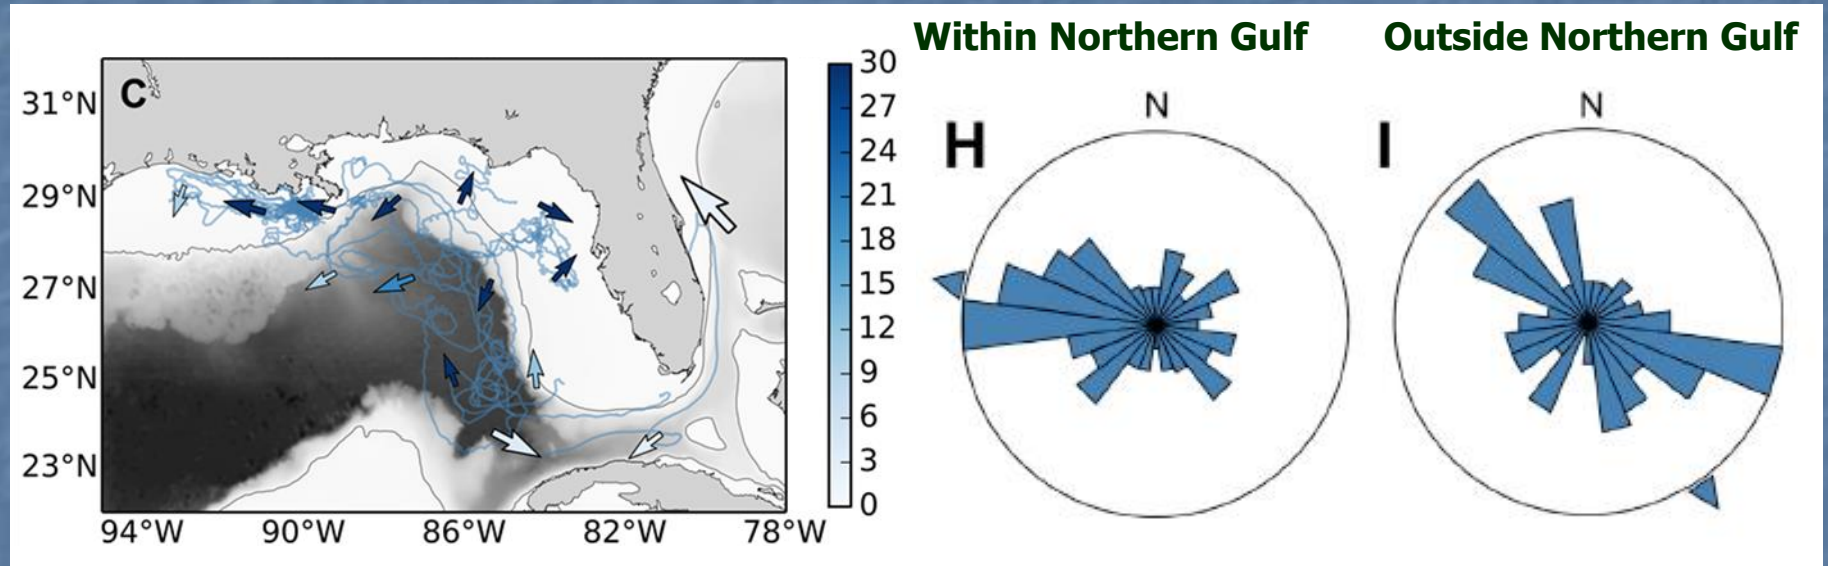 Within Northern Gulf
Outside Northern Gulf
C
31°N
29°N
27°N
25°N
23°N
94°W
90°W
86°W
82°W
78°W
30
27
24
21
18
15
12
9
6
3
0
H
N
I
N